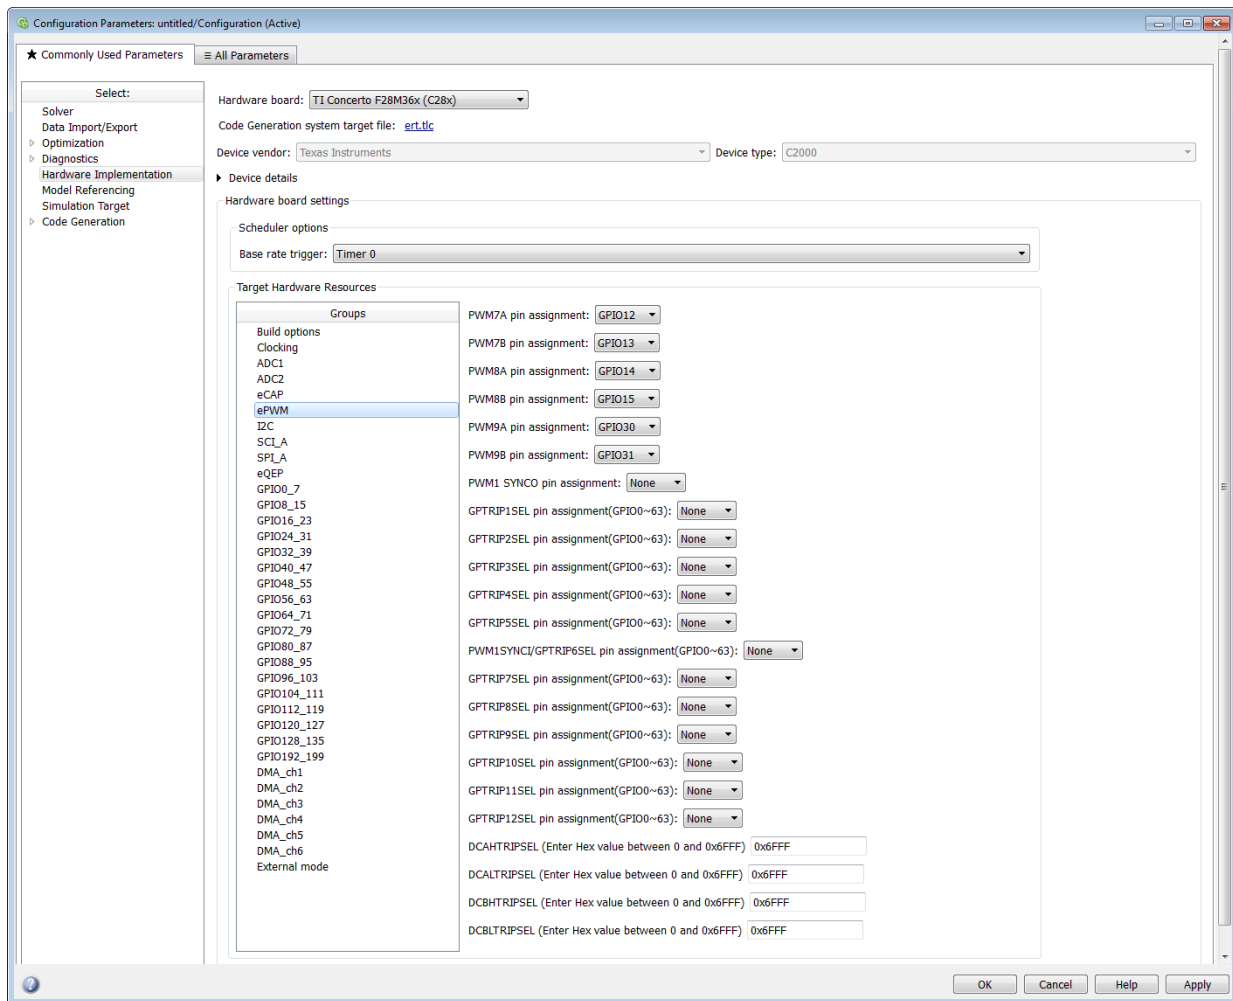 Configuration Parameters: untitled/Configuration (Active)
★ Commonly Used Parameters
≡ All Parameters
Select:
Solver
Data Import/Export
Optimization
Diagnostics
Hardware Implementation
Model Referencing
Simulation Target
Code Generation
Hardware board: TI Concerto F28M36x (C28x)
Code Generation system target file: ert.tlc
Device vendor: Texas Instruments Device type: C2000
Device details
Hardware board settings
Scheduler options
Base rate trigger: Timer 0
Target Hardware Resources
Groups
Build options
Clocking
ADC1
ADC2
eCAP
ePWM
I2C
SCI_A
SPI_A
eQEP
GPIO0_7
GPIO8_15
GPIO16_23
GPIO24_31
GPIO32_39
GPIO40_47
GPIO48_55
GPIO56_63
GPIO64_71
GPIO72_79
GPIO80_87
GPIO88_95
GPIO96_103
GPIO104_111
GPIO112_119
GPIO120_127
GPIO128_135
GPIO192_199
DMA_ch1
DMA_ch2
DMA_ch3
DMA_ch4
DMA_ch5
DMA_ch6
External mode
PWM7A pin assignment: GPIO12
PWM7B pin assignment: GPIO13
PWM8A pin assignment: GPIO14
PWM8B pin assignment: GPIO15
PWM9A pin assignment: GPIO30
PWM9B pin assignment: GPIO31
PWM1 SYNCO pin assignment: None
GPTRIP1SEL pin assignment(GPIO0~63): None
GPTRIP2SEL pin assignment(GPIO0~63): None
GPTRIP3SEL pin assignment(GPIO0~63): None
GPTRIP4SEL pin assignment(GPIO0~63): None
GPTRIP5SEL pin assignment(GPIO0~63): None
PWM1SYNCI/GPTRIP6SEL pin assignment(GPIO0~63): None
GPTRIP7SEL pin assignment(GPIO0~63): None
GPTRIP8SEL pin assignment(GPIO0~63): None
GPTRIP9SEL pin assignment(GPIO0~63): None
GPTRIP10SEL pin assignment(GPIO0~63): None
GPTRIP11SEL pin assignment(GPIO0~63): None
GPTRIP12SEL pin assignment(GPIO0~63): None
DCAHTRIPSEL (Enter Hex value between 0 and 0x6FFF) 0x6FFF
DCALTRIPSEL (Enter Hex value between 0 and 0x6FFF) 0x6FFF
DCBHTRIPSEL (Enter Hex value between 0 and 0x6FFF) 0x6FFF
DCBLTRIPSEL (Enter Hex value between 0 and 0x6FFF) 0x6FFF
OK Cancel Help Apply